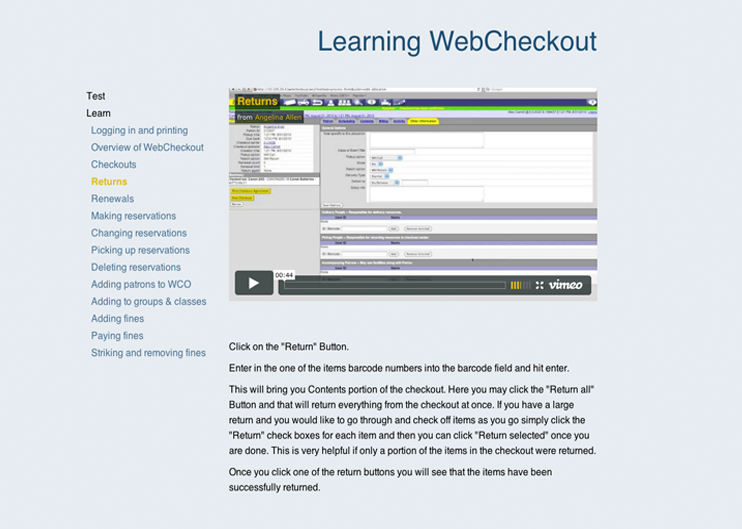 Learning WebCheckout
Test
Learn
Logging in and printing
Overview of WebCheckout
Checkouts
Returns
Renewals
Making reservations
Changing reservations
Picking up reservations
Deleting reservations
Adding patrons to WCO
Adding to groups & classes
Adding fines
Paying fines
Striking and removing fines
Returns
from Angelina Allen
00:44
vimeo
Click on the "Return" Button.
Enter in the one of the items barcode numbers into the barcode field and hit enter.
This will bring you Contents portion of the checkout. Here you may click the "Return all"
Button and that will return everything from the checkout at once. If you have a large
return and you would like to go through and check off items as you go simply click the
"Return" check boxes for each item and then you can click "Return selected" once you
are done. This is very helpful if only a portion of the items in the checkout were returned.
Once you click one of the return buttons you will see that the items have been
successfully returned.